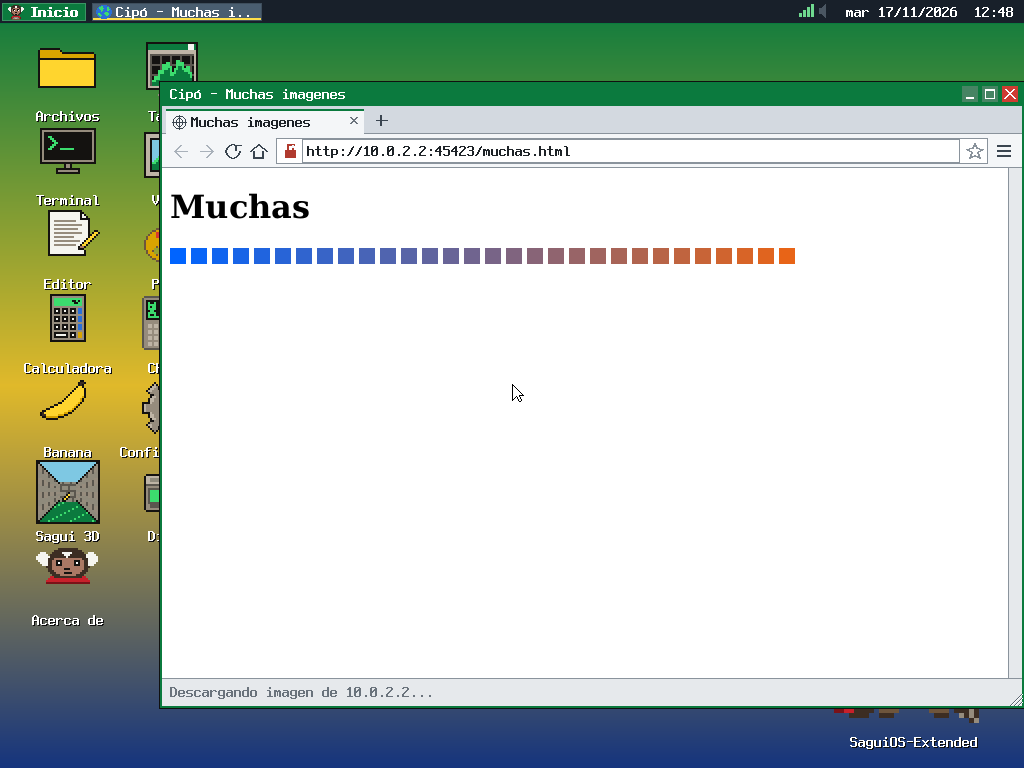 Inicio
Cipó - Muchas i..
mar 17/11/2026 12:48
Archivos
Terminal
Editor
Calculadora
Banana
Sagui 3D
Acerca de
Cipó - Muchas imagenes
Muchas imagenes
http://10.0.2.2:45423/muchas.html
Muchas
Descargando imagen de 10.0.2.2...
SaguiOS-Extended